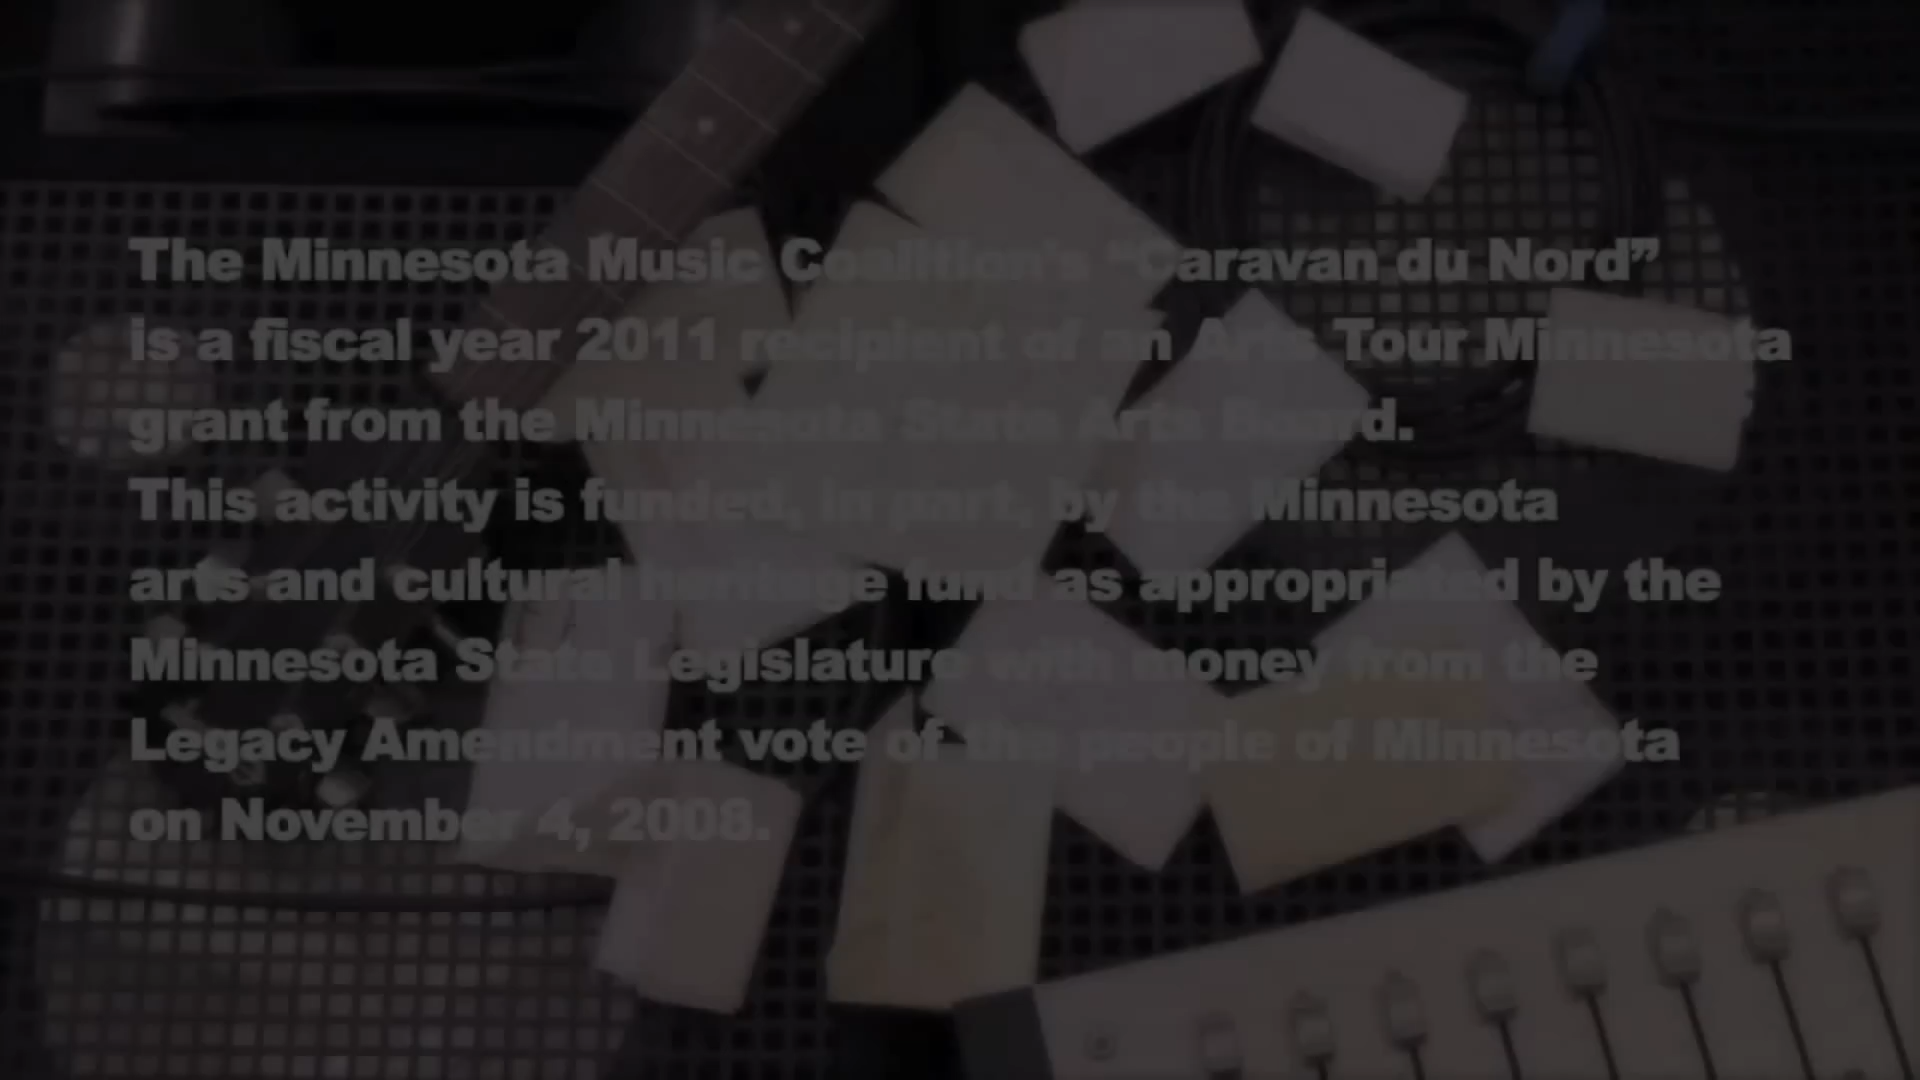 The Minnesota Music Coalition's “Caravan du Nord”
is a fiscal year 2011 recipient of an Arts Tour Minnesota
grant from the Minnesota State Arts Board.
This activity is funded, in part, by the Minnesota
arts and cultural heritage fund as appropriated by the
Minnesota State Legislature with money from the
Legacy Amendment vote of the people of Minnesota
on November 4, 2008.